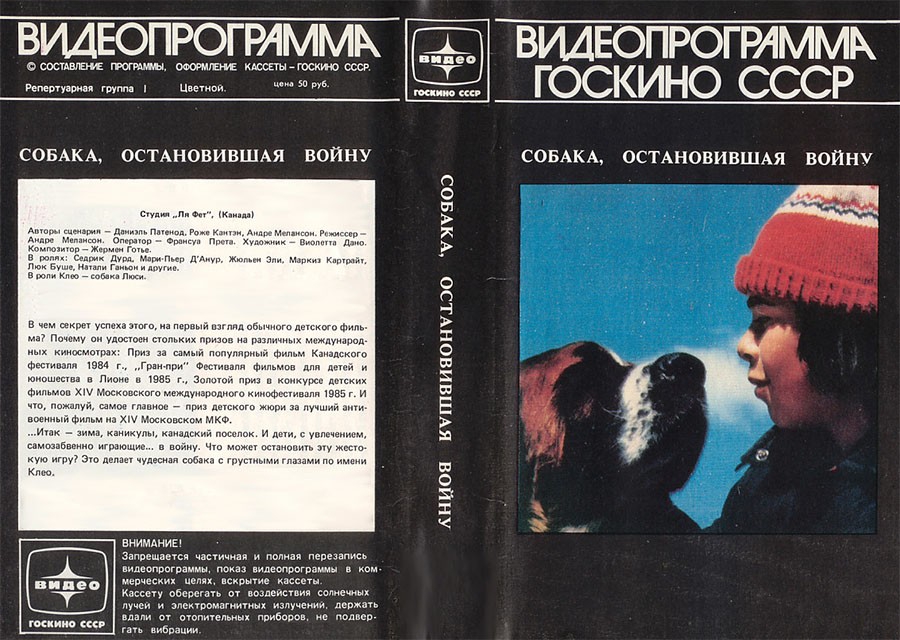 ВИДЕОПРОГРАММА
© СОСТАВЛЕНИЕ ПРОГРАММЫ, ОФОРМЛЕНИЕ КАССЕТЫ – ГОСКИНО СССР.
Репертуарная группа I Цветной. цена 50 руб.
СОБАКА, ОСТАНОВИВШАЯ ВОЙНУ
Студия „Ля Фет", (Канада)
Авторы сценария – Даниэль Патенод, Роже Кантэн, Андре Мелансон. Режиссер –
Андре Мелансон. Оператор – Франсуа Прета. Художник – Виолетта Дано.
Композитор – Жермен Готье.
В ролях: Седрик Дурд, Мари-Пьер Д'Анур, Жюльен Эли, Маркиз Картрайт,
Люк Буше, Натали Ганьон и другие.
В роли Клео – собака Люси.
В чем секрет успеха этого, на первый взгляд обычного детского филь-
ма? Почему он удостоен стольких призов на различных международ-
ных кинос­мотрах: Приз за самый популярный фильм Канадского
фестиваля 1984 г., „Гран-при" Фестиваля фильмов для детей и
юношества в Лионе в 1985 г., Золотой приз в конкурсе детских
фильмов XIV Московского международного кинофестиваля 1985 г. И
что, пожалуй, самое главное – приз детского жюри за лучший анти-
военный фильм на XIV Московском МКФ.
...Итак – зима, каникулы, канадский поселок. И дети, с увлечением,
самозабвенно играющие... в войну. Что может остановить эту жесто-
кую игру? Это делает чудесная собака с грустными глазами по имени
Клео.
видео
ГОСКИНО СССР
ВНИМАНИЕ!
Запрещается частичная и полная перезапись
видеопрограммы, показ видеопрограммы в ком-
мерческих целях, вскрытие кассеты.
Кассету оберегать от воздействия солнечных
лучей и электромагнитных излучений, держать
вдали от отопительных приборов, не подвер-
гать вибрации.
видео
ГОСКИНО СССР
СОБАКА, ОСТАНОВИВШАЯ ВОЙНУ
ВИДЕОПРОГРАММА
ГОСКИНО СССР
СОБАКА, ОСТАНОВИВШАЯ ВОЙНУ